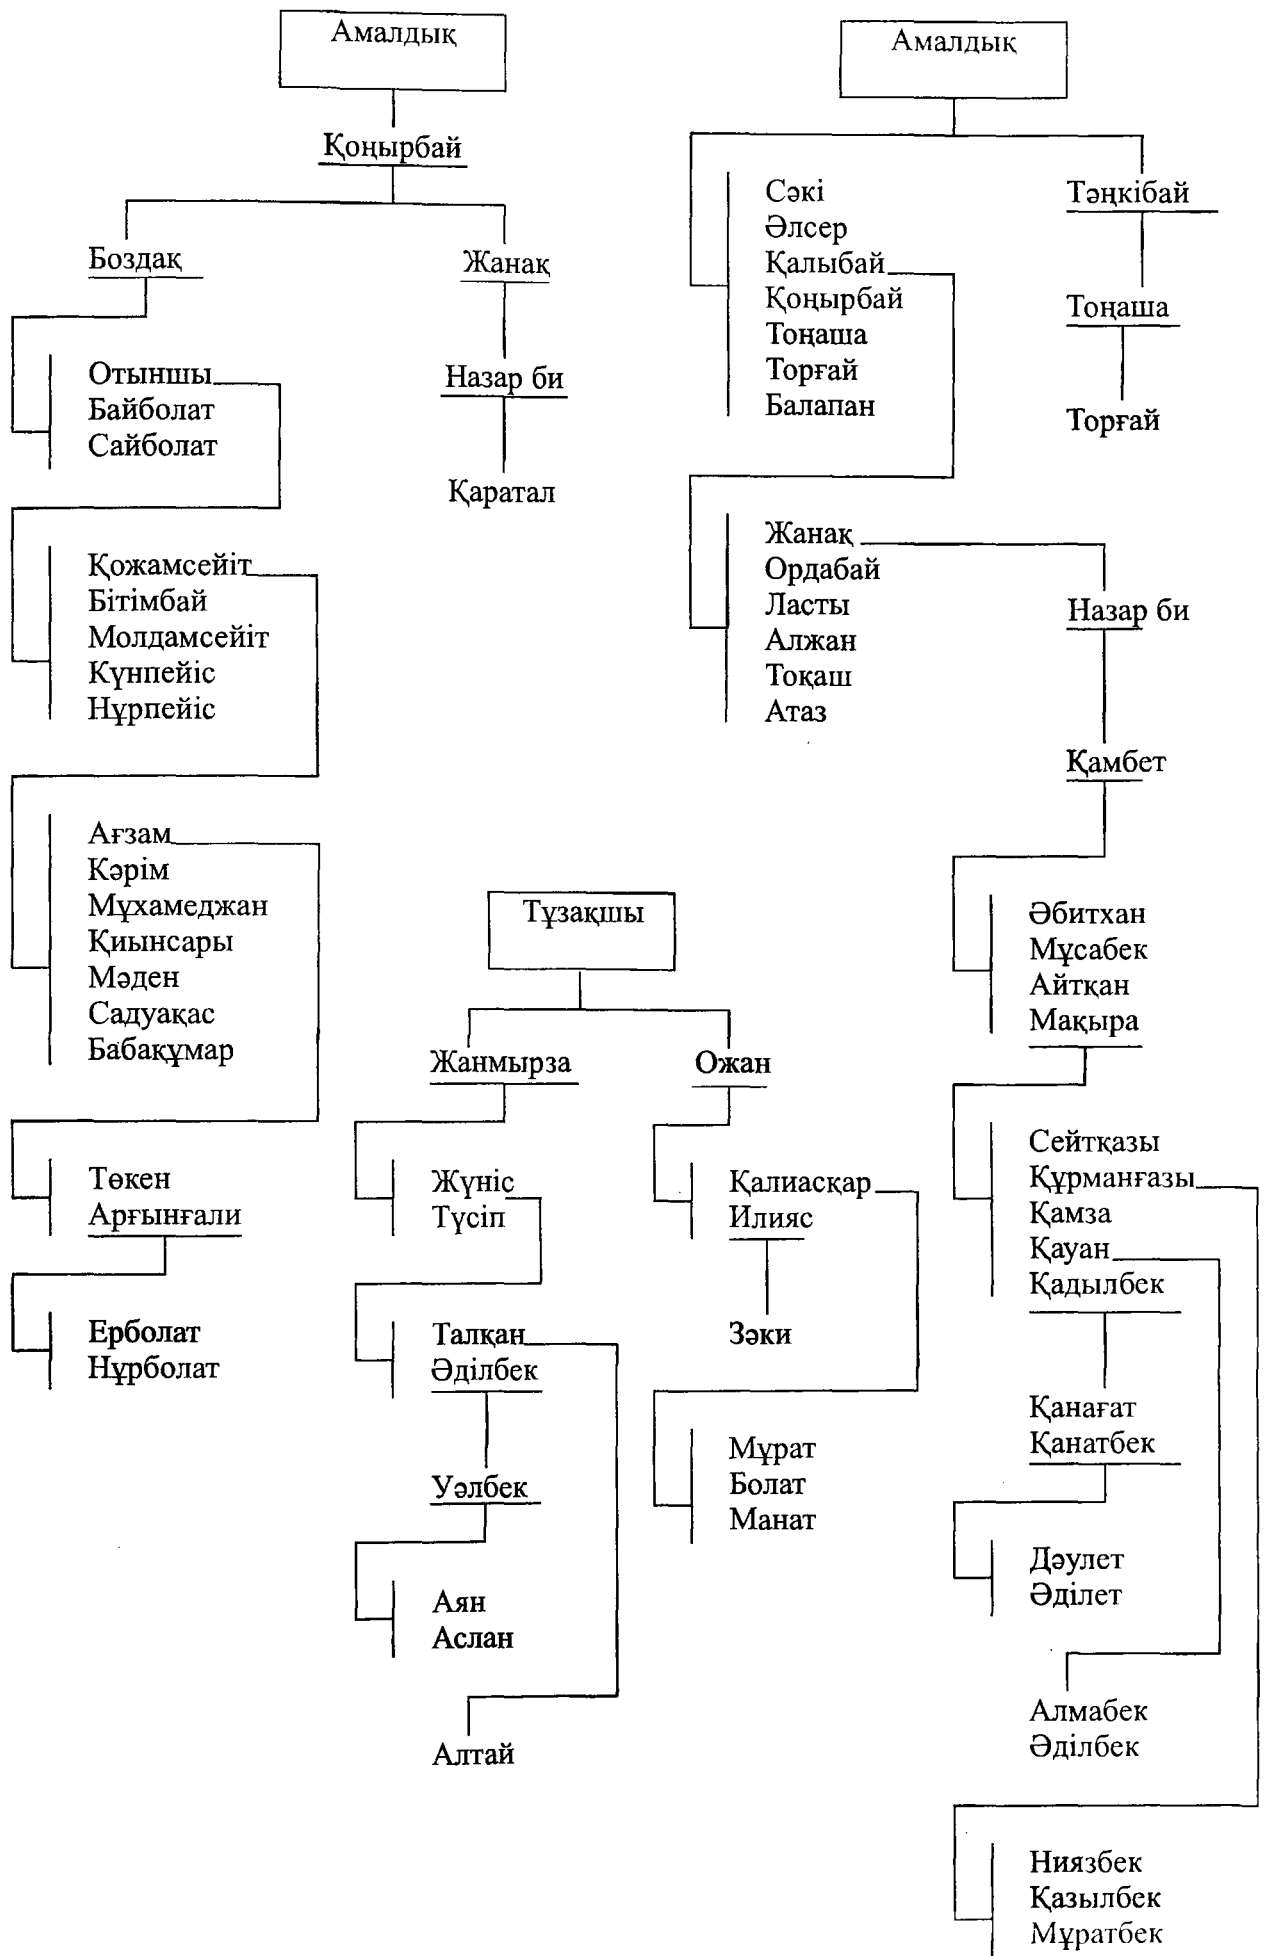 Амалдық
Қоңырбай
Боздақ
Жанақ
Отыншы
Байболат
Сайболат
Назар би
Қаратал
Қожамсейіт
Бітімбай
Молдамсейіт
Күнпейіс
Нұрпейіс
Ағзам
Кәрім
Мұхамеджан
Қиынсары
Мәден
Садуақас
Бабақұмар
Төкен
Арғынғали
Ерболат
Нұрболат
Тұзақшы
Жанмырза
Ожан
Жүніс
Түсіп
Қалиасқар
Илияс
Талқан
Әділбек
Зәки
Уәлбек
Мұрат
Болат
Манат
Аян
Аслан
Алтай
Амалдық
Сәкі
Әлсер
Қалыбай
Қоңырбай
Тоңаша
Торғай
Балапан
Тәңкібай
Тоңаша
Торғай
Жанақ
Ордабай
Ласты
Алжан
Тоқаш
Атаз
Назар би
Қамбет
Әбитхан
Мұсабек
Айтқан
Мақыра
Сейтқазы
Құрманғазы
Қамза
Қауан
Қадылбек
Қанағат
Қанатбек
Дәулет
Әділет
Алмабек
Әділбек
Ниязбек
Қазылбек
Мұратбек